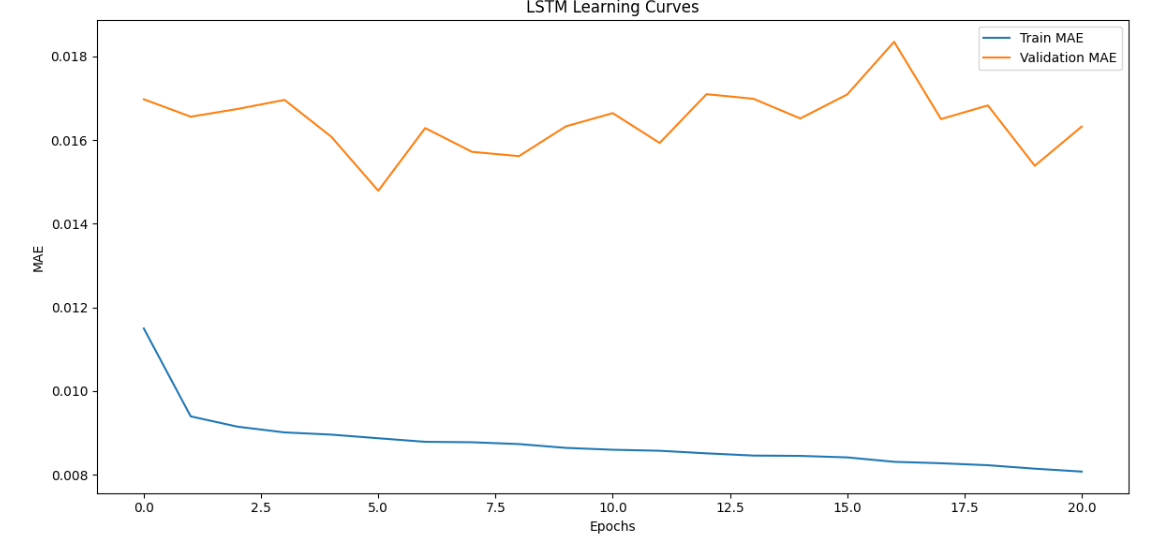 LSTM Learning Curves
Train MAE
Validation MAE
0.018
0.016
0.014
0.012
0.010
0.008
MAE
0.0 2.5 5.0 7.5 10.0 12.5 15.0 17.5 20.0
Epochs